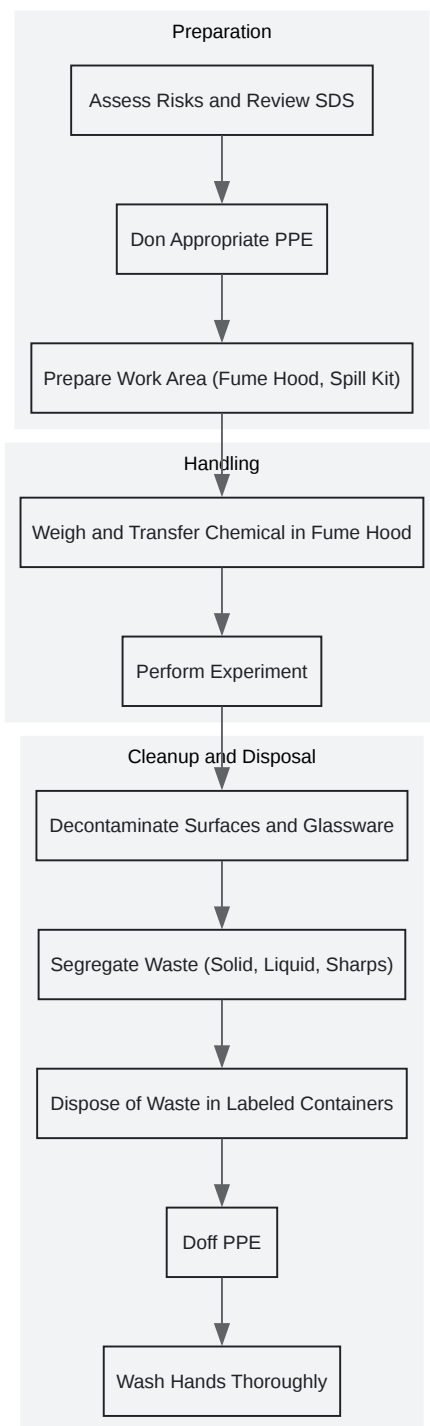 Preparation
Assess Risks and Review SDS
Don Appropriate PPE
Prepare Work Area (Fume Hood, Spill Kit)
Handling
Weigh and Transfer Chemical in Fume Hood
Perform Experiment
Cleanup and Disposal
Decontaminate Surfaces and Glassware
Segregate Waste (Solid, Liquid, Sharps)
Dispose of Waste in Labeled Containers
Doff PPE
Wash Hands Thoroughly